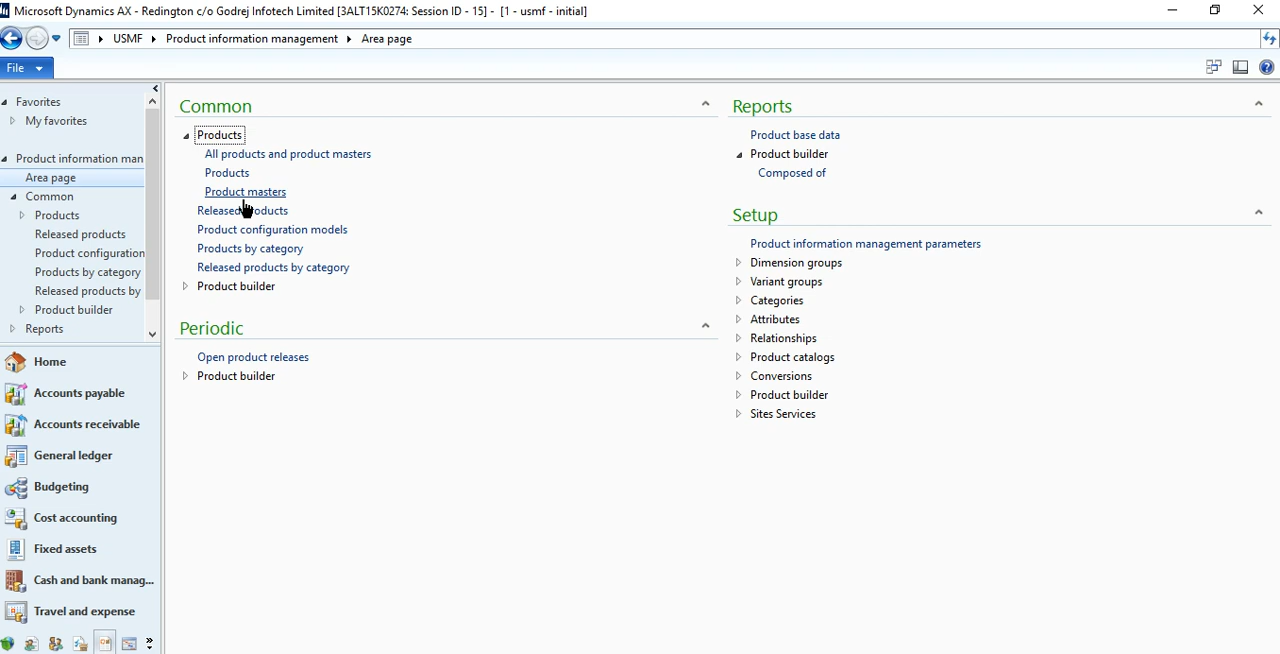 Microsoft Dynamics AX - Redington c/o Godrej Infotech Limited [3ALT15K0274: Session ID - 15] - [1 - usmf - initial]
USMF
Product information management
Area page
File
Favorites
My favorites
Product information man
Area page
Common
Products
Released products
Product configuration
Products by category
Released products by
Product builder
Reports
Home
Accounts payable
Accounts receivable
General ledger
Budgeting
Cost accounting
Fixed assets
Cash and bank manag...
Travel and expense
Common
Products
All products and product masters
Products
Product masters
Released products
Product configuration models
Products by category
Released products by category
Product builder
Periodic
Open product releases
Product builder
Reports
Product base data
Product builder
Composed of
Setup
Product information management parameters
Dimension groups
Variant groups
Categories
Attributes
Relationships
Product catalogs
Conversions
Product builder
Sites Services